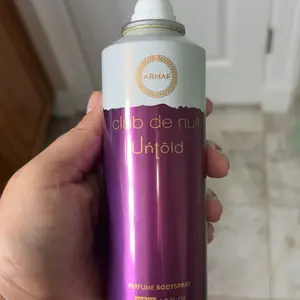 ARMAF
club de nuit
Untold
PERFUME BODYSPRAY